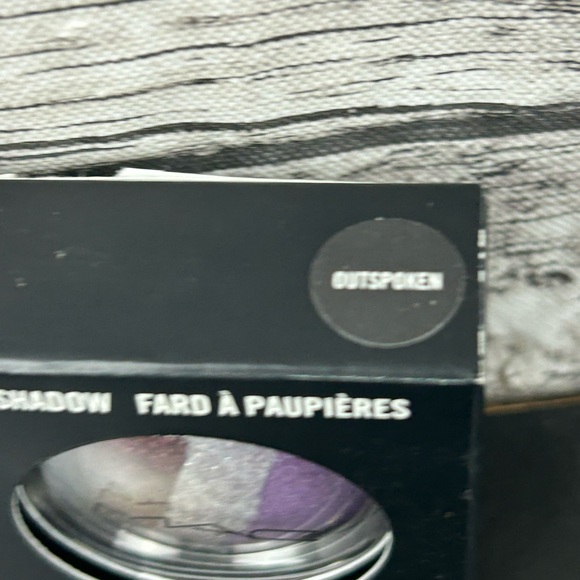 OUTSPOKEN
SHADOW FARD À PAUPIÈRES